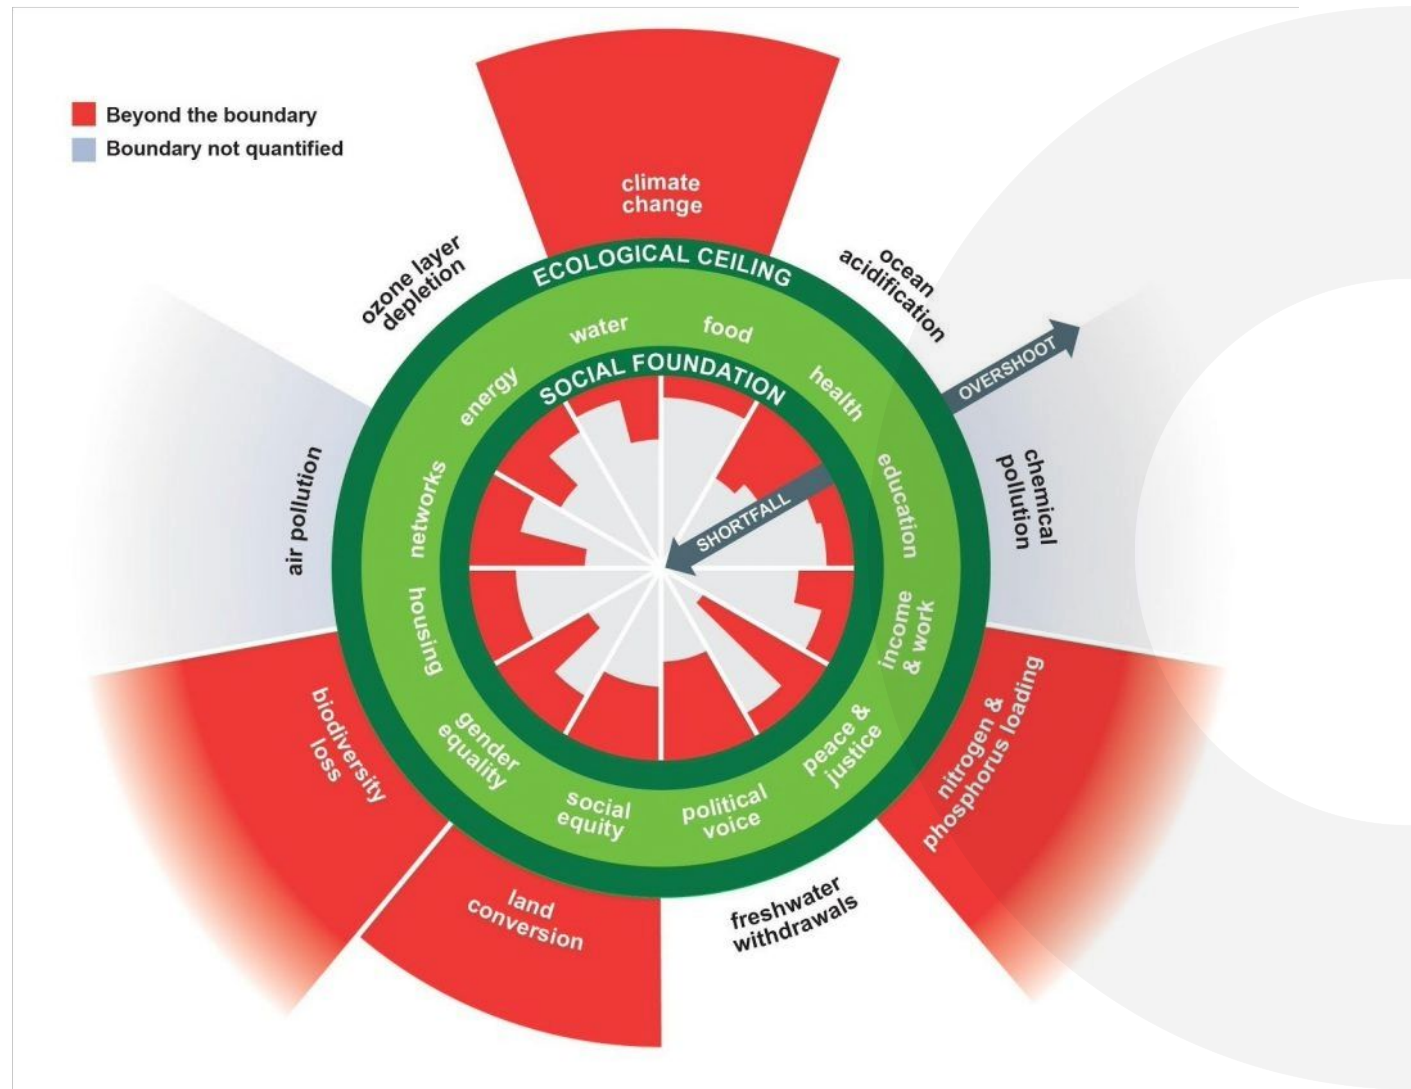 Beyond the boundary
Boundary not quantified
climate
change
ECOLOGICAL CEILING
ozone layer
depletion
ocean
acidification
water
food
energy
health
SOCIAL FOUNDATION
OVERSHOOT
air pollution
networks
education
chemical
pollution
SHORTFALL
housing
income
& work
biodiversity
loss
gender
equality
peace &
justice
nitrogen &
phosphorus loading
social
equity
political
voice
land
conversion
freshwater
withdrawals